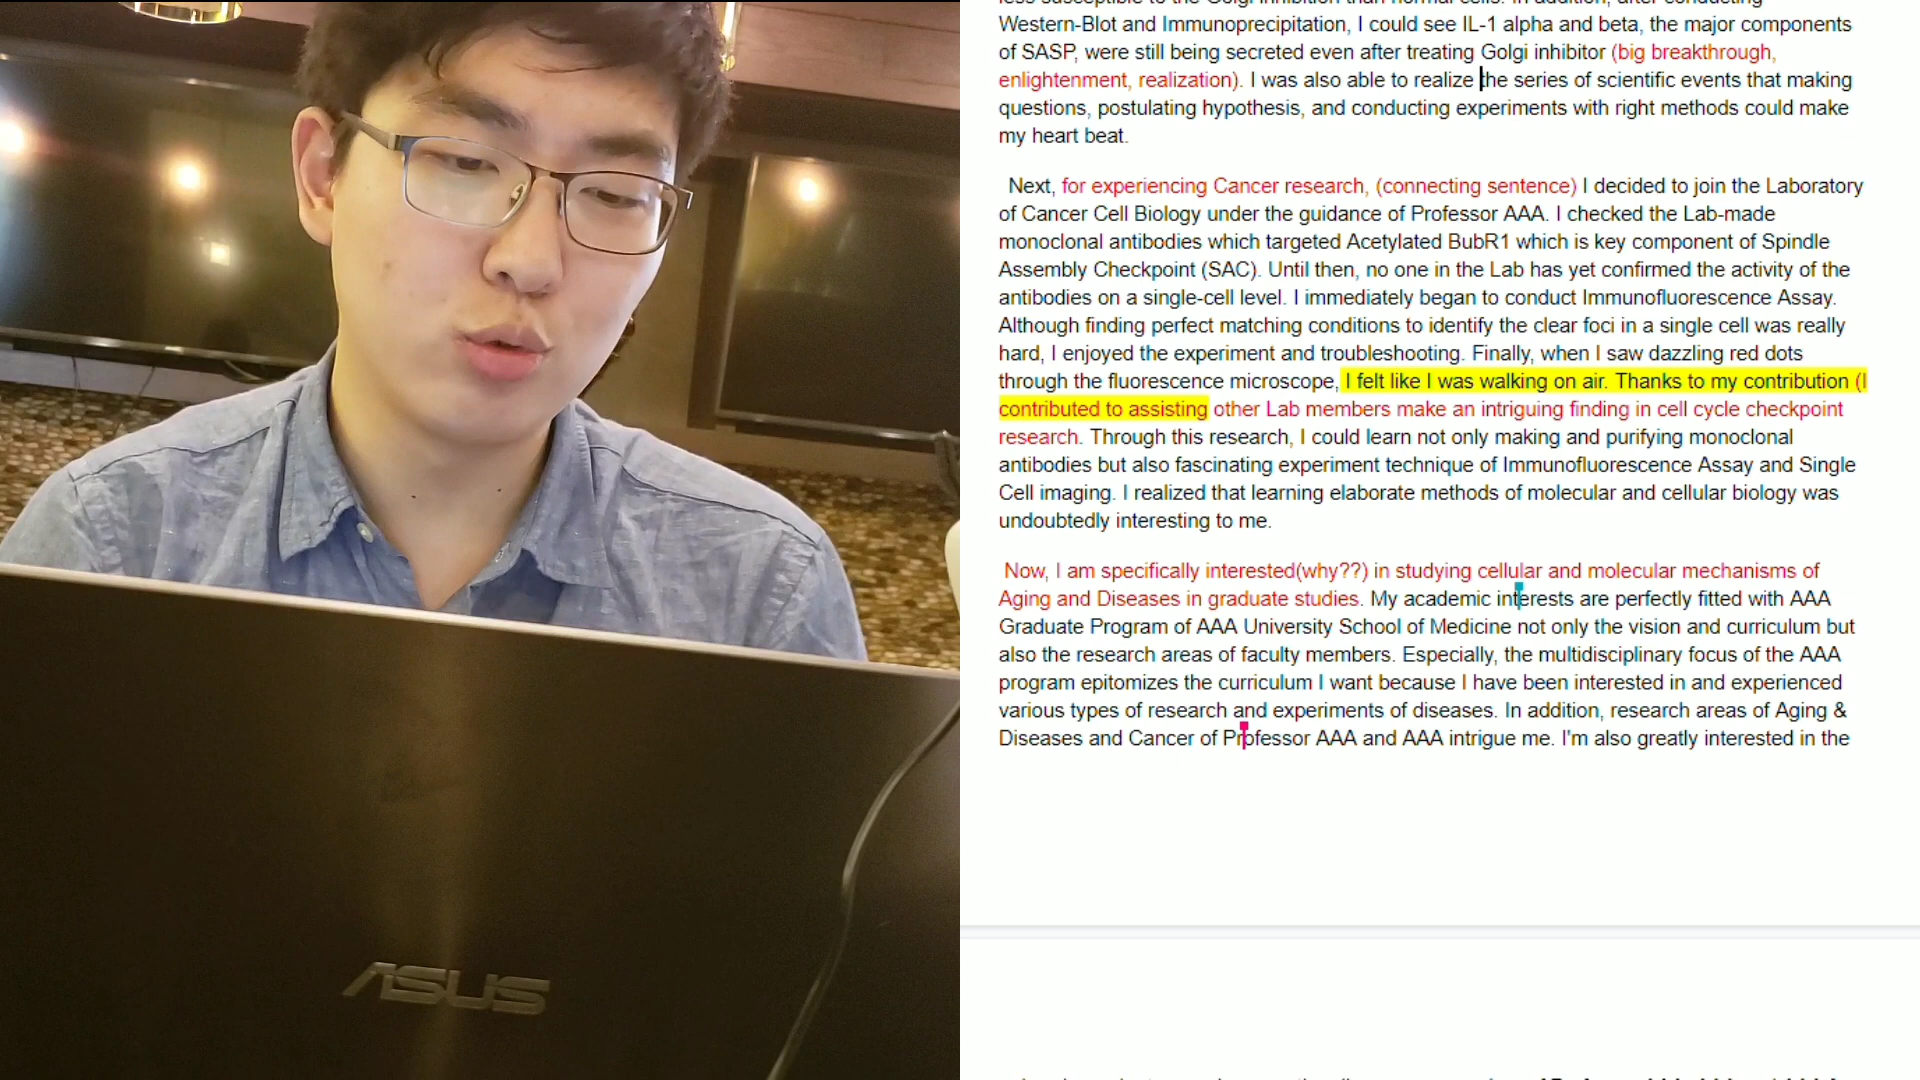 ASUS
less susceptible to the Golgi inhibition than normal cells. In addition, after conducting
Western-Blot and Immunoprecipitation, I could see IL-1 alpha and beta, the major components
of SASP, were still being secreted even after treating Golgi inhibitor (big breakthrough,
enlightenment, realization). I was also able to realize the series of scientific events that making
questions, postulating hypothesis, and conducting experiments with right methods could make
my heart beat.
Next, for experiencing Cancer research, (connecting sentence) I decided to join the Laboratory
of Cancer Cell Biology under the guidance of Professor AAA. I checked the Lab-made
monoclonal antibodies which targeted Acetylated BubR1 which is key component of Spindle
Assembly Checkpoint (SAC). Until then, no one in the Lab has yet confirmed the activity of the
antibodies on a single-cell level. I immediately began to conduct Immunofluorescence Assay.
Although finding perfect matching conditions to identify the clear foci in a single cell was really
hard, I enjoyed the experiment and troubleshooting. Finally, when I saw dazzling red dots
through the fluorescence microscope, I felt like I was walking on air. Thanks to my contribution (I
contributed to assisting other Lab members make an intriguing finding in cell cycle checkpoint
research. Through this research, I could learn not only making and purifying monoclonal
antibodies but also fascinating experiment technique of Immunofluorescence Assay and Single
Cell imaging. I realized that learning elaborate methods of molecular and cellular biology was
undoubtedly interesting to me.
Now, I am specifically interested(why??) in studying cellular and molecular mechanisms of
Aging and Diseases in graduate studies. My academic interests are perfectly fitted with AAA
Graduate Program of AAA University School of Medicine not only the vision and curriculum but
also the research areas of faculty members. Especially, the multidisciplinary focus of the AAA
program epitomizes the curriculum I want because I have been interested in and experienced
various types of research and experiments of diseases. In addition, research areas of Aging &
Diseases and Cancer of Professor AAA and AAA intrigue me. I'm also greatly interested in the